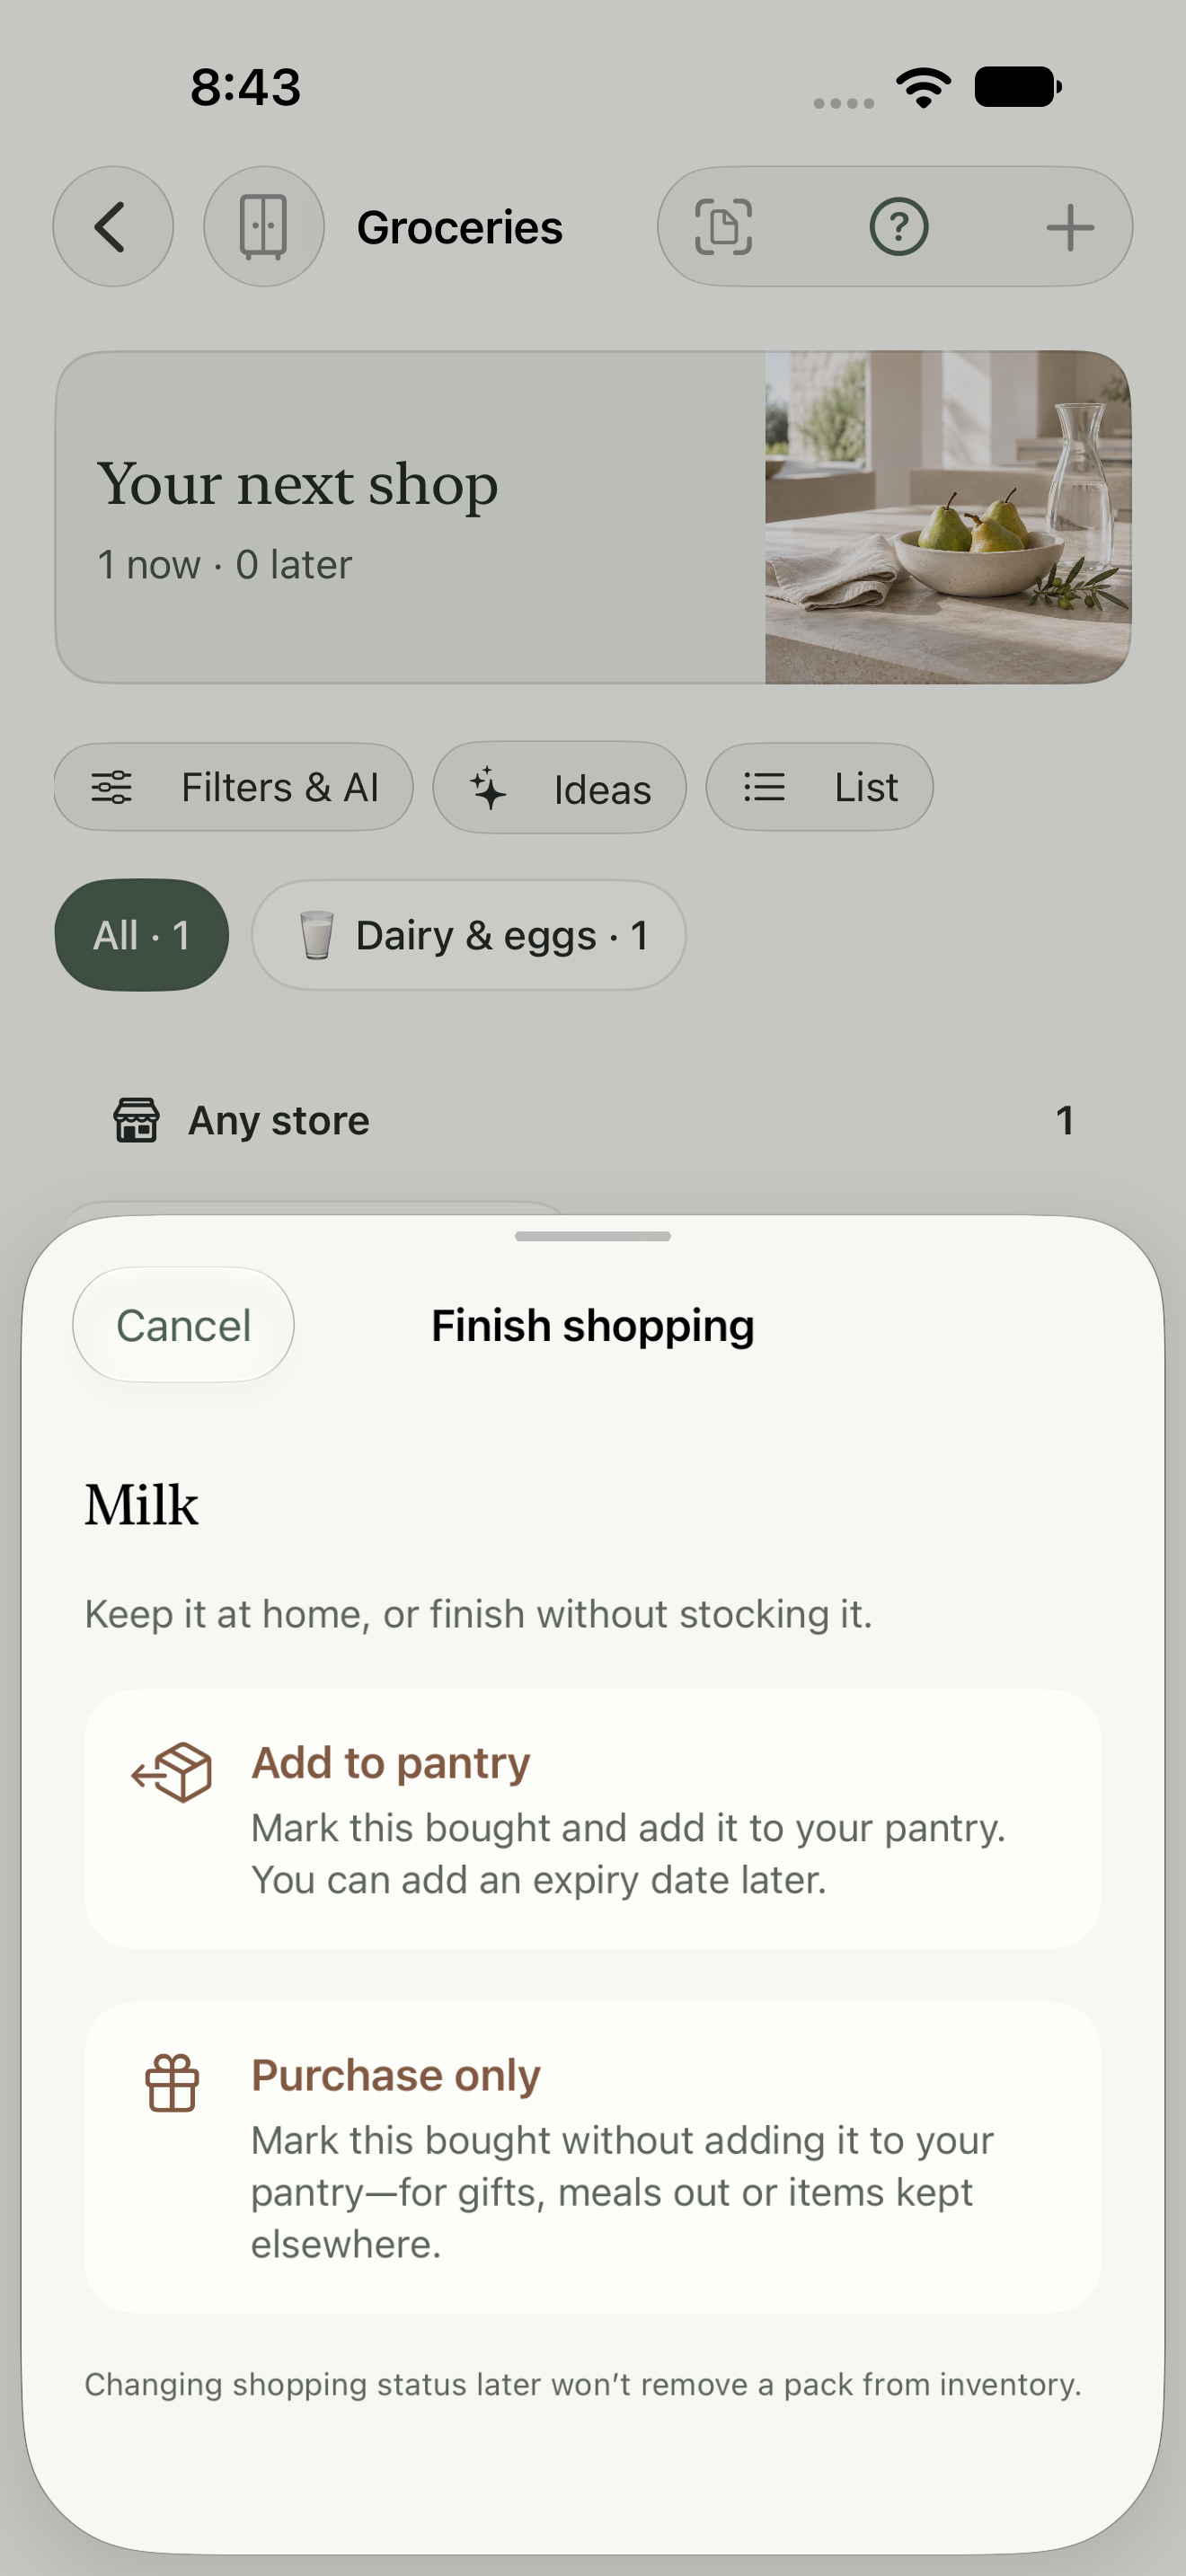 8:43
Groceries
Your next shop
1 now · 0 later
Filters & AI
Ideas
List
All · 1
Dairy & eggs · 1
Any store
1
Cancel
Finish shopping
Milk
Keep it at home, or finish without stocking it.
Add to pantry
Mark this bought and add it to your pantry.
You can add an expiry date later.
Purchase only
Mark this bought without adding it to your
pantry—for gifts, meals out or items kept
elsewhere.
Changing shopping status later won’t remove a pack from inventory.